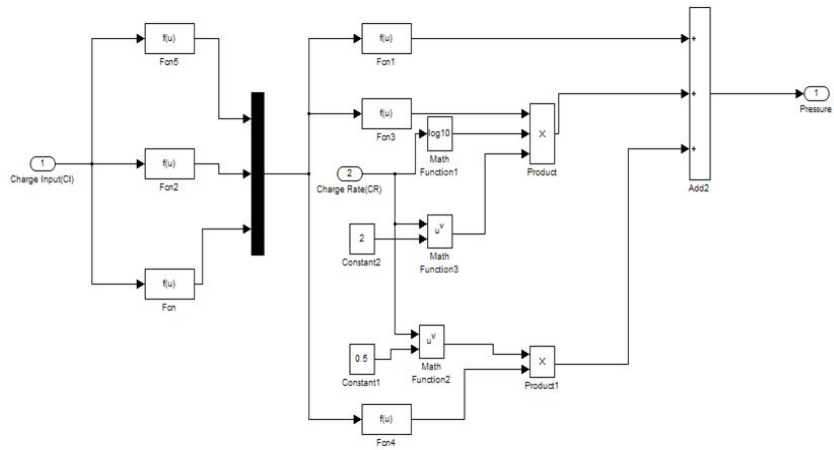 f(u)
Fcn5
1
Charge Input(CI)
f(u)
Fcn2
f(u)
Fcn
f(u)
Fcn1
f(u)
Fcn3
2
Charge Rate(CR)
log10
Math
Function1
X
Product
2
Constant2
u^v
Math
Function3
0.5
Constant1
u^v
Math
Function2
X
Product1
f(u)
Fcn4
+
+
+
Add2
1
Pressure